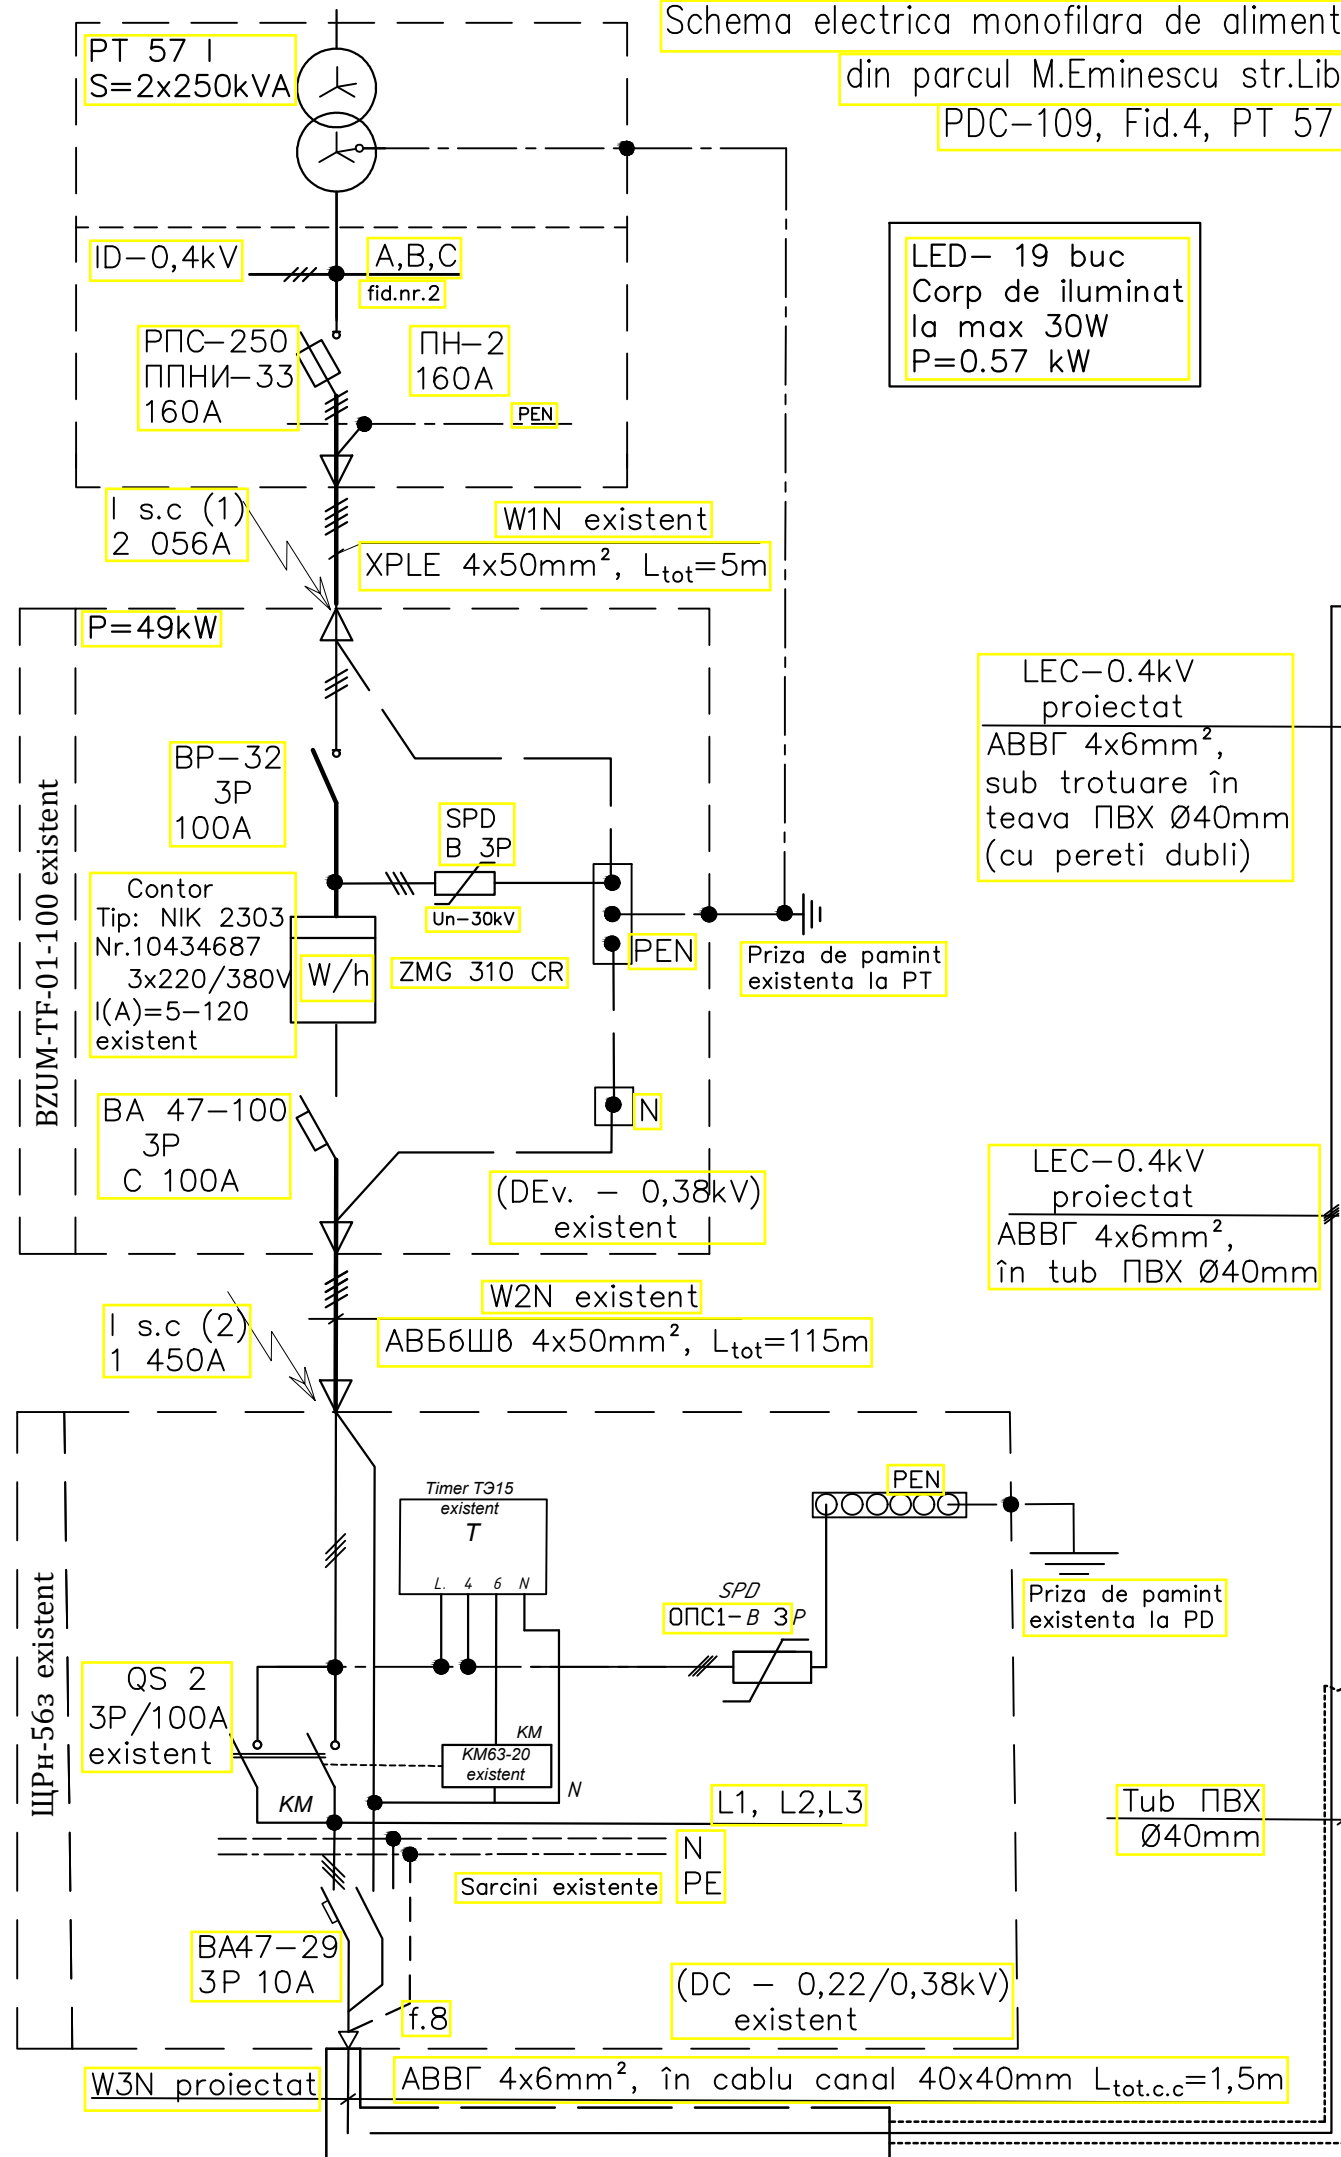 Schema electrica monofilara de aliment
din parcul M.Eminescu str.Lib
PDC-109, Fid.4, PT 57
PT 57 I
S=2x250kVA
ID-0,4kV
A,B,C
fid.nr.2
LED- 19 buc
Corp de iluminat
la max 30W
P=0.57 kW
РПС-250
ППНИ-33
160A
ПН-2
160A
PEN
I s.c (1)
2 056A
W1N existent
XPLE 4x50mm², Ltot=5m
P=49kW
LEC-0.4kV
proiectat
АВВГ 4x6mm²,
sub trotuare în
teava ПВХ Ø40mm
(cu pereti dubli)
BP-32
3P
100A
SPD
B 3P
Un-30kV
BZUM-TF-01-100 existent
Contor
Tip: NIK 2303
Nr.10434687
3x220/380V
I(A)=5-120
existent
W/h
ZMG 310 CR
PEN
Priza de pamint
existenta la PT
BA 47-100
3P
C 100A
N
(DEv. - 0,38kV)
existent
LEC-0.4kV
proiectat
АВВГ 4x6mm²,
în tub ПВХ Ø40mm
W2N existent
АВБбШв 4x50mm², Ltot=115m
I s.c (2)
1 450A
Timer TЭ15
existent
T
L. 4 6 N
PEN
Priza de pamint
existenta la PD
SPD
ОПС1-B 3P
ЩРн-56з existent
QS 2
3P/100A
existent
KM
KM63-20
existent
N
KM
L1, L2,L3
N
PE
Sarcini existente
Tub ПВХ
Ø40mm
BA47-29
3P 10A
f.8
(DC - 0,22/0,38kV)
existent
W3N proiectat
АВВГ 4x6mm², în cablu canal 40x40mm Ltot.c.c=1,5m